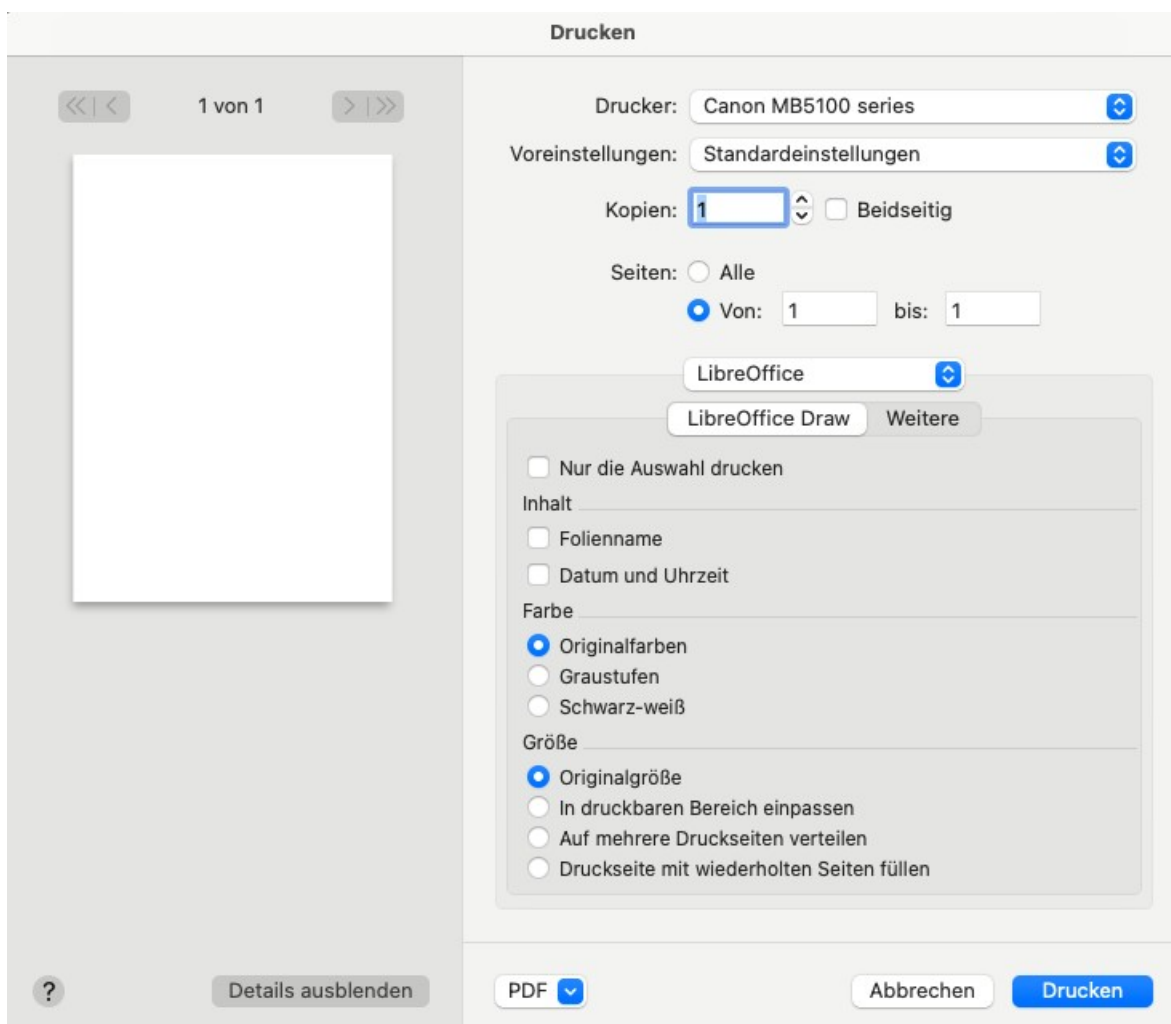 Drucken
1 von 1
Drucker: Canon MB5100 series
Voreinstellungen: Standardeinstellungen
Kopien: 1 Beidseitig
Seiten: Alle
Von: 1 bis: 1
LibreOffice
LibreOffice Draw Weitere
Nur die Auswahl drucken
Inhalt
Folienname
Datum und Uhrzeit
Farbe
Originalfarben
Graustufen
Schwarz-weiß
Größe
Originalgröße
In druckbaren Bereich einpassen
Auf mehrere Druckseiten verteilen
Druckseite mit wiederholten Seiten füllen
? Details ausblenden PDF Abbrechen Drucken